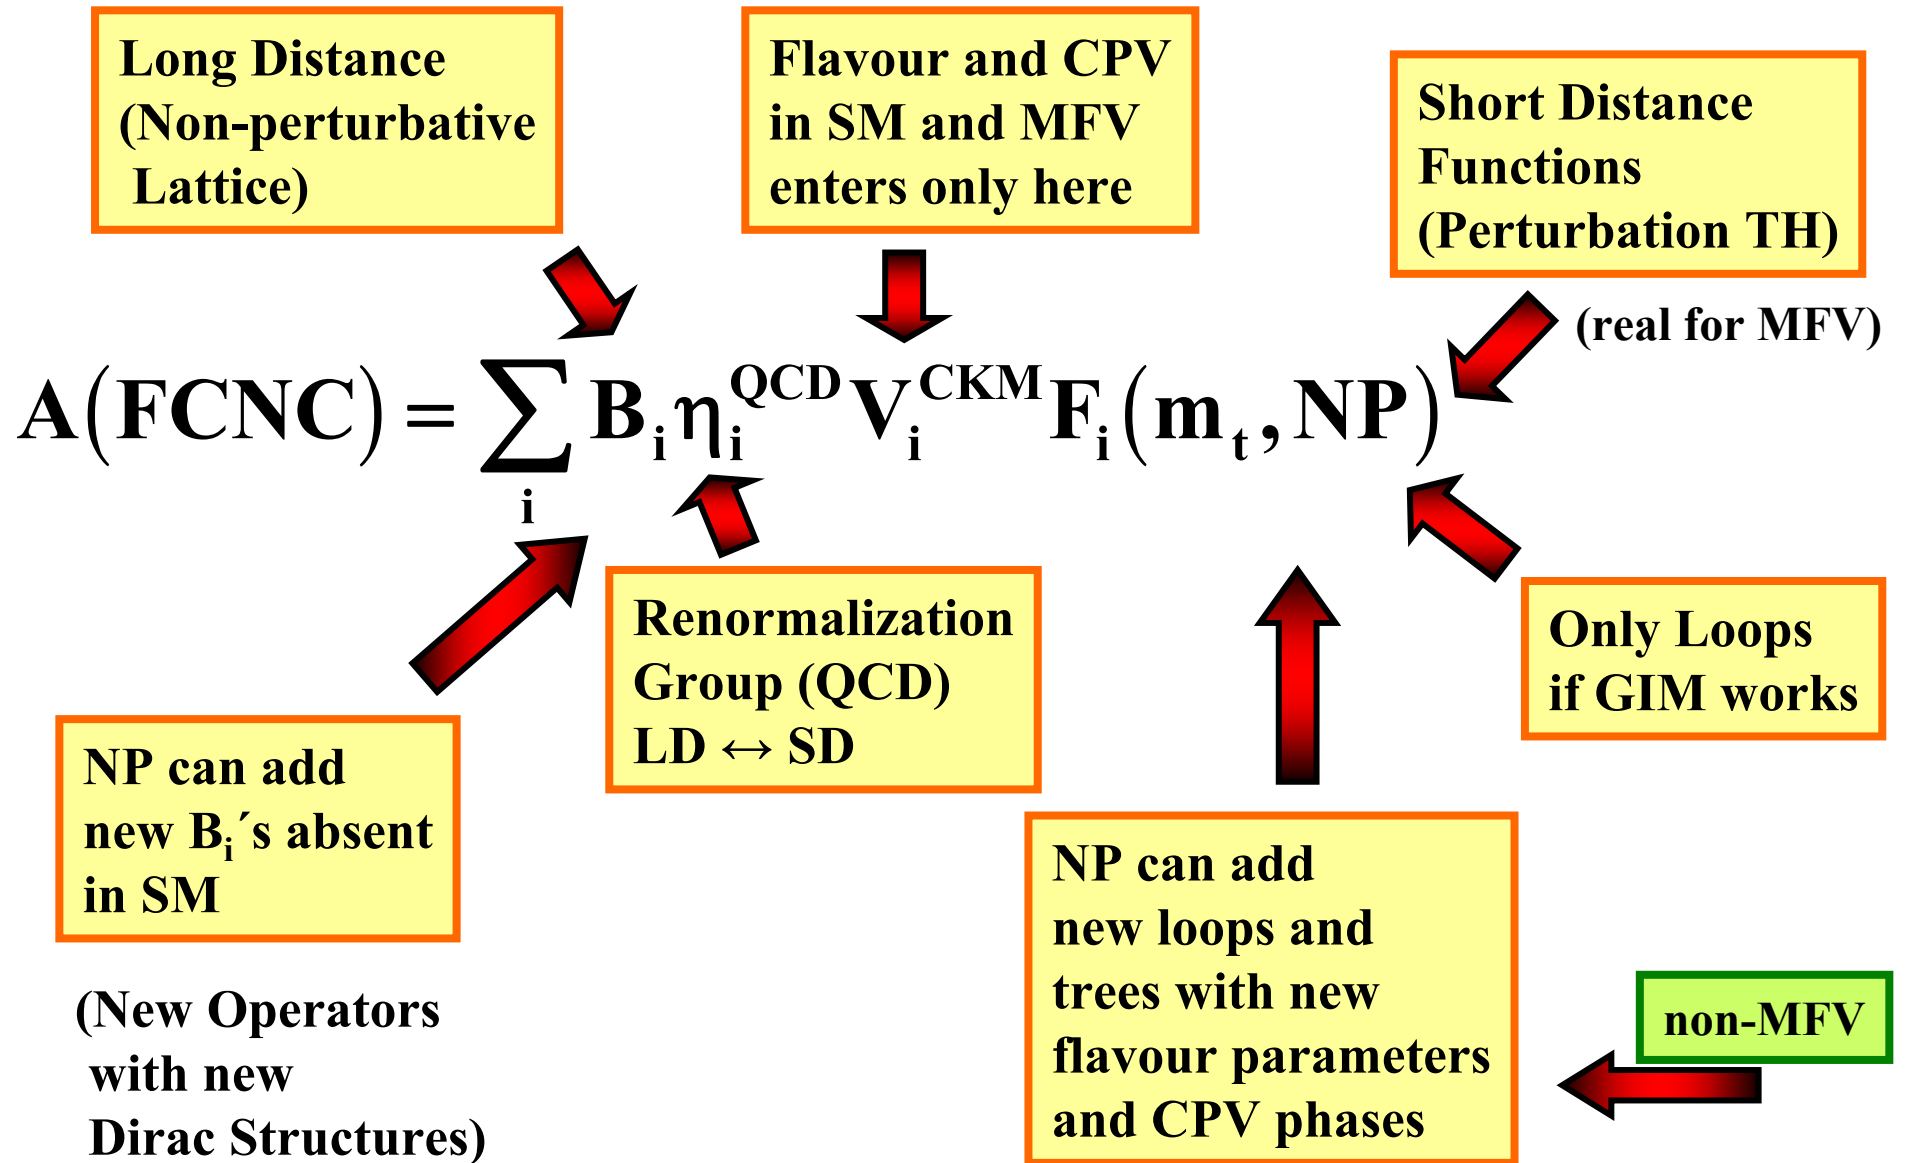 Long Distance
(Non-perturbative
Lattice)
Flavour and CPV
in SM and MFV
enters only here
Short Distance
Functions
(Perturbation TH)
(real for MFV)
A(FCNC) = ∑_i B_i η_i^QCD V_i^CKM F_i(m_t, NP)
Renormalization
Group (QCD)
LD ↔ SD
Only Loops
if GIM works
NP can add
new B_i´s absent
in SM
(New Operators
with new
Dirac Structures)
NP can add
new loops and
trees with new
flavour parameters
and CPV phases
non-MFV